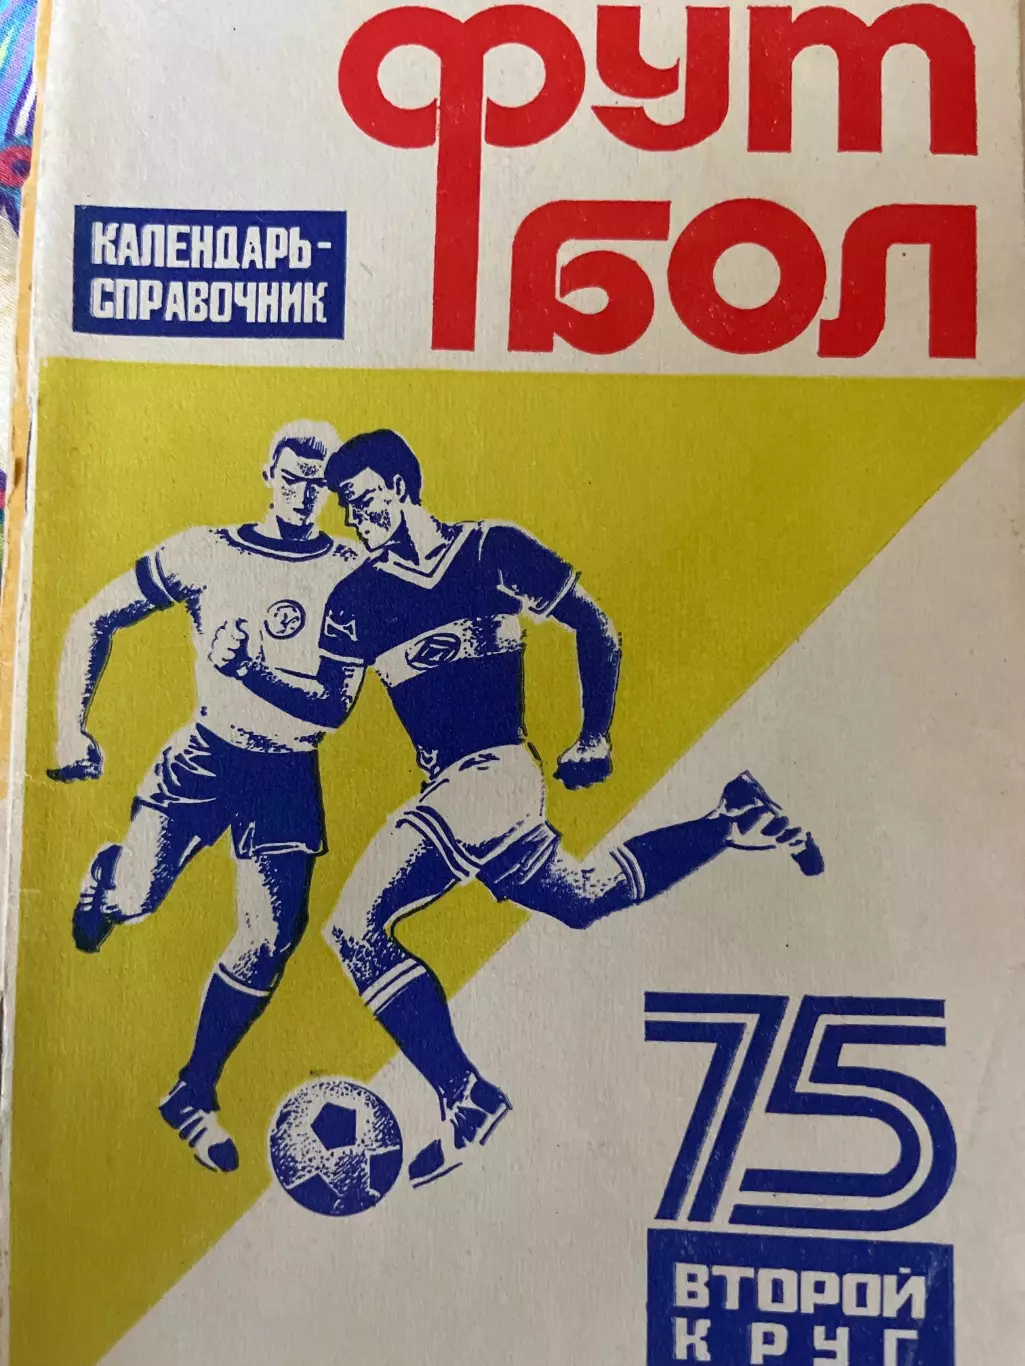 фут
бол
КАЛЕНДАРЬ-
СПРАВОЧНИК
75
ВТОРОЙ
КРУГ